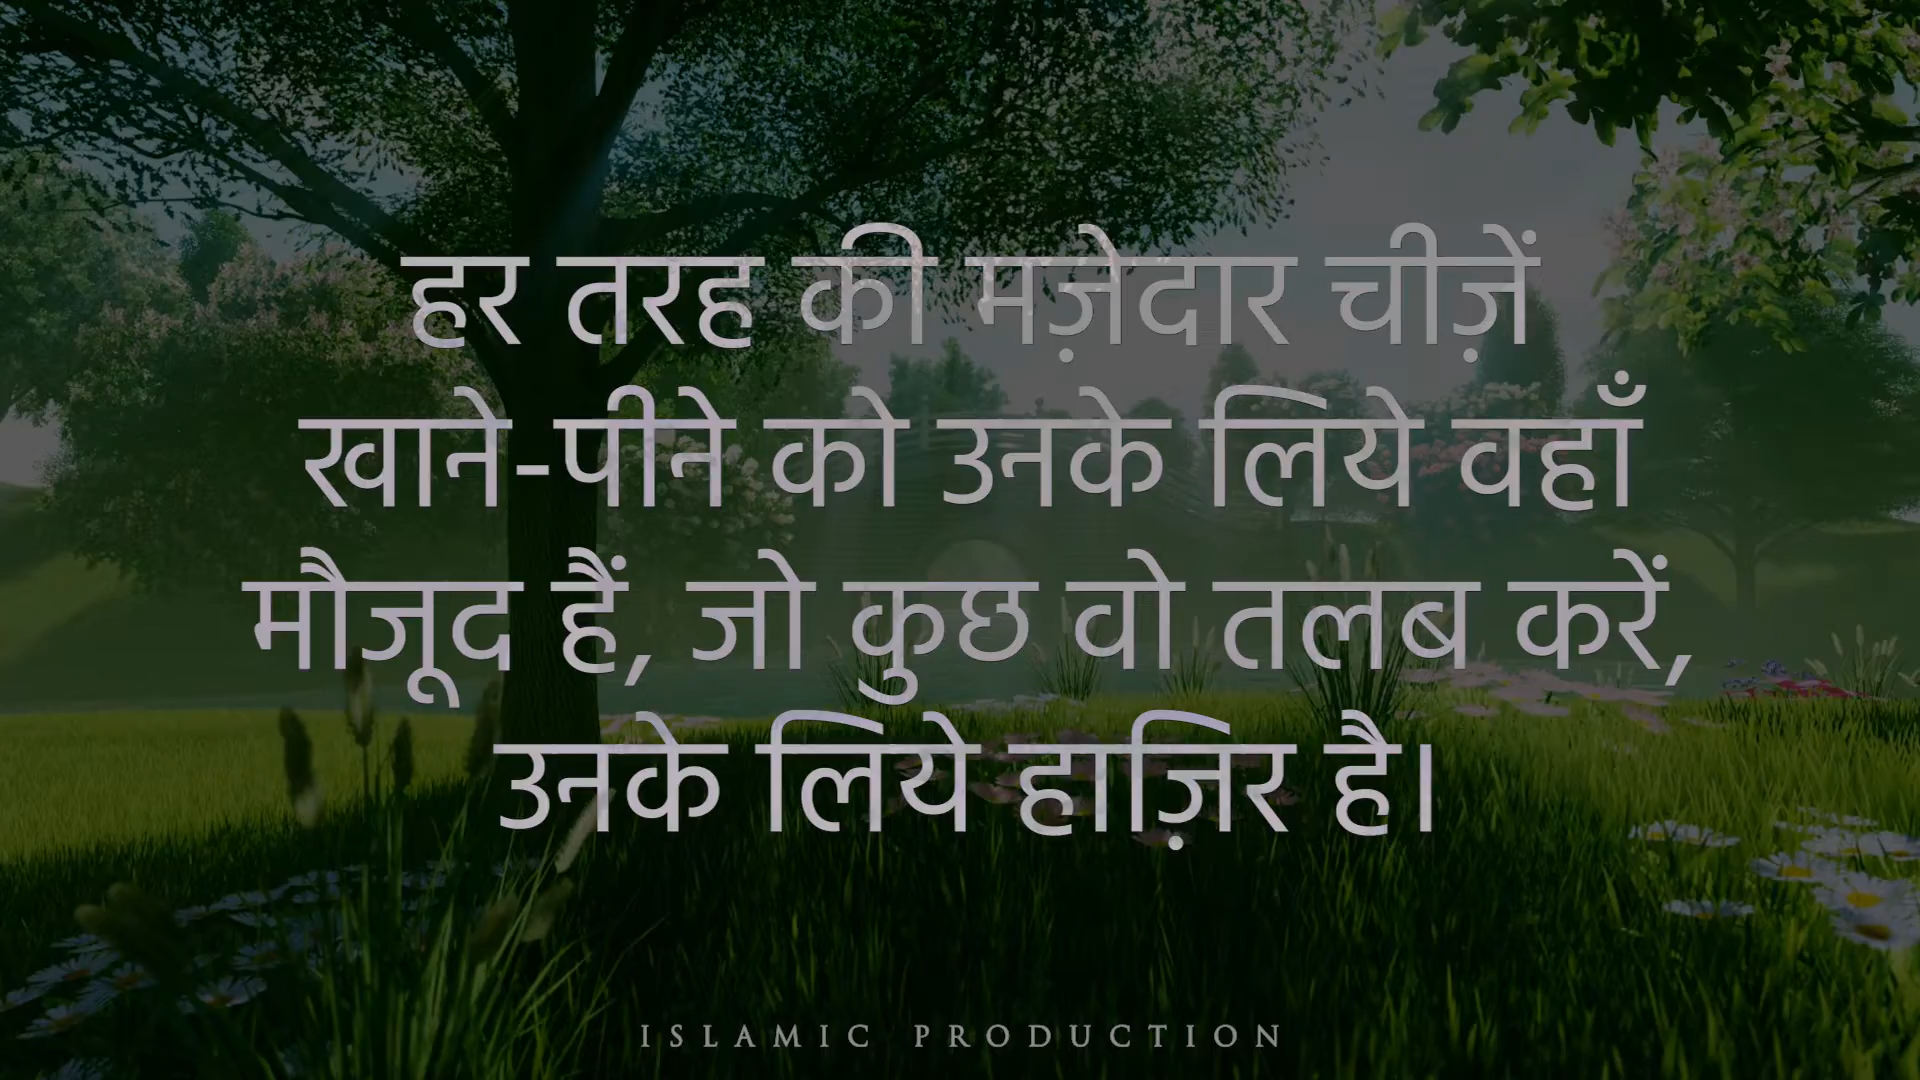 हर तरह की मज़ेदार चीज़ें
खाने-पीने को उनके लिये वहाँ
मौजूद हैं, जो कुछ वो तलब करें,
उनके लिये हाज़िर है।
ISLAMIC PRODUCTION